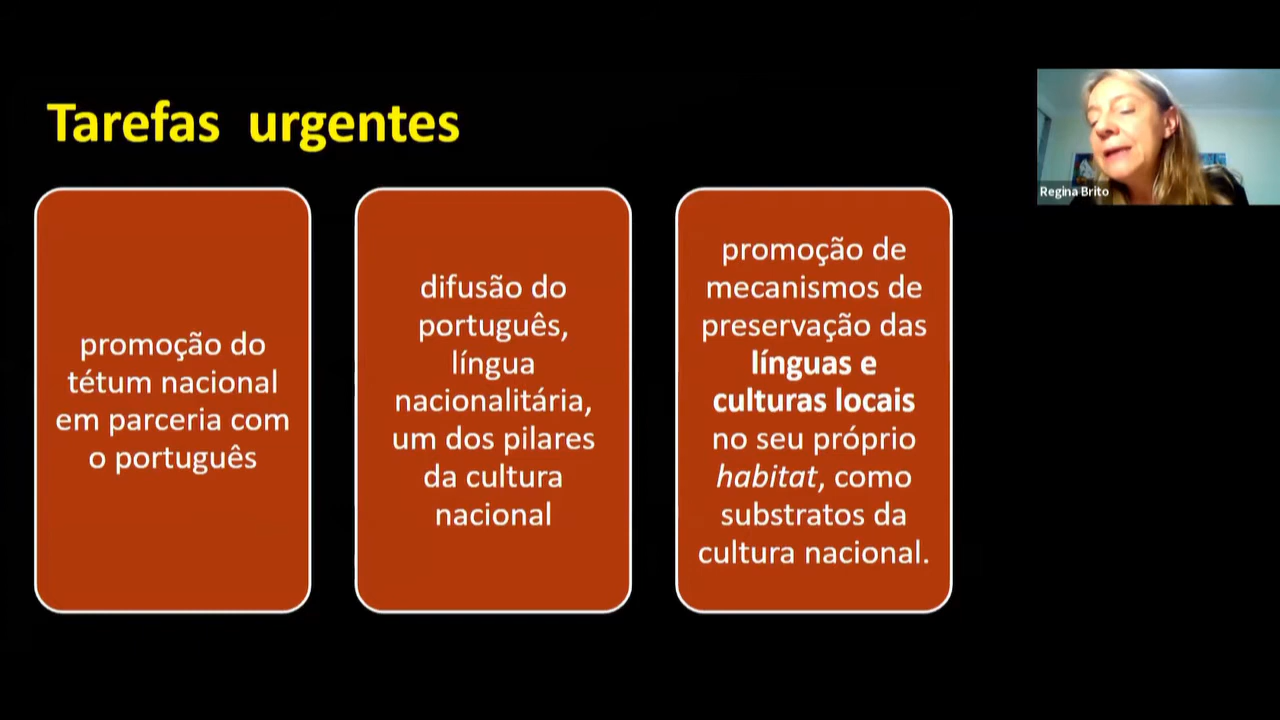 Tarefas urgentes
promoção do
tétum nacional
em parceria com
o português
difusão do
português,
língua
nacionalitária,
um dos pilares
da cultura
nacional
promoção de
mecanismos de
preservação das
línguas e
culturas locais
no seu próprio
habitat, como
substratos da
cultura nacional.
Regina Brito